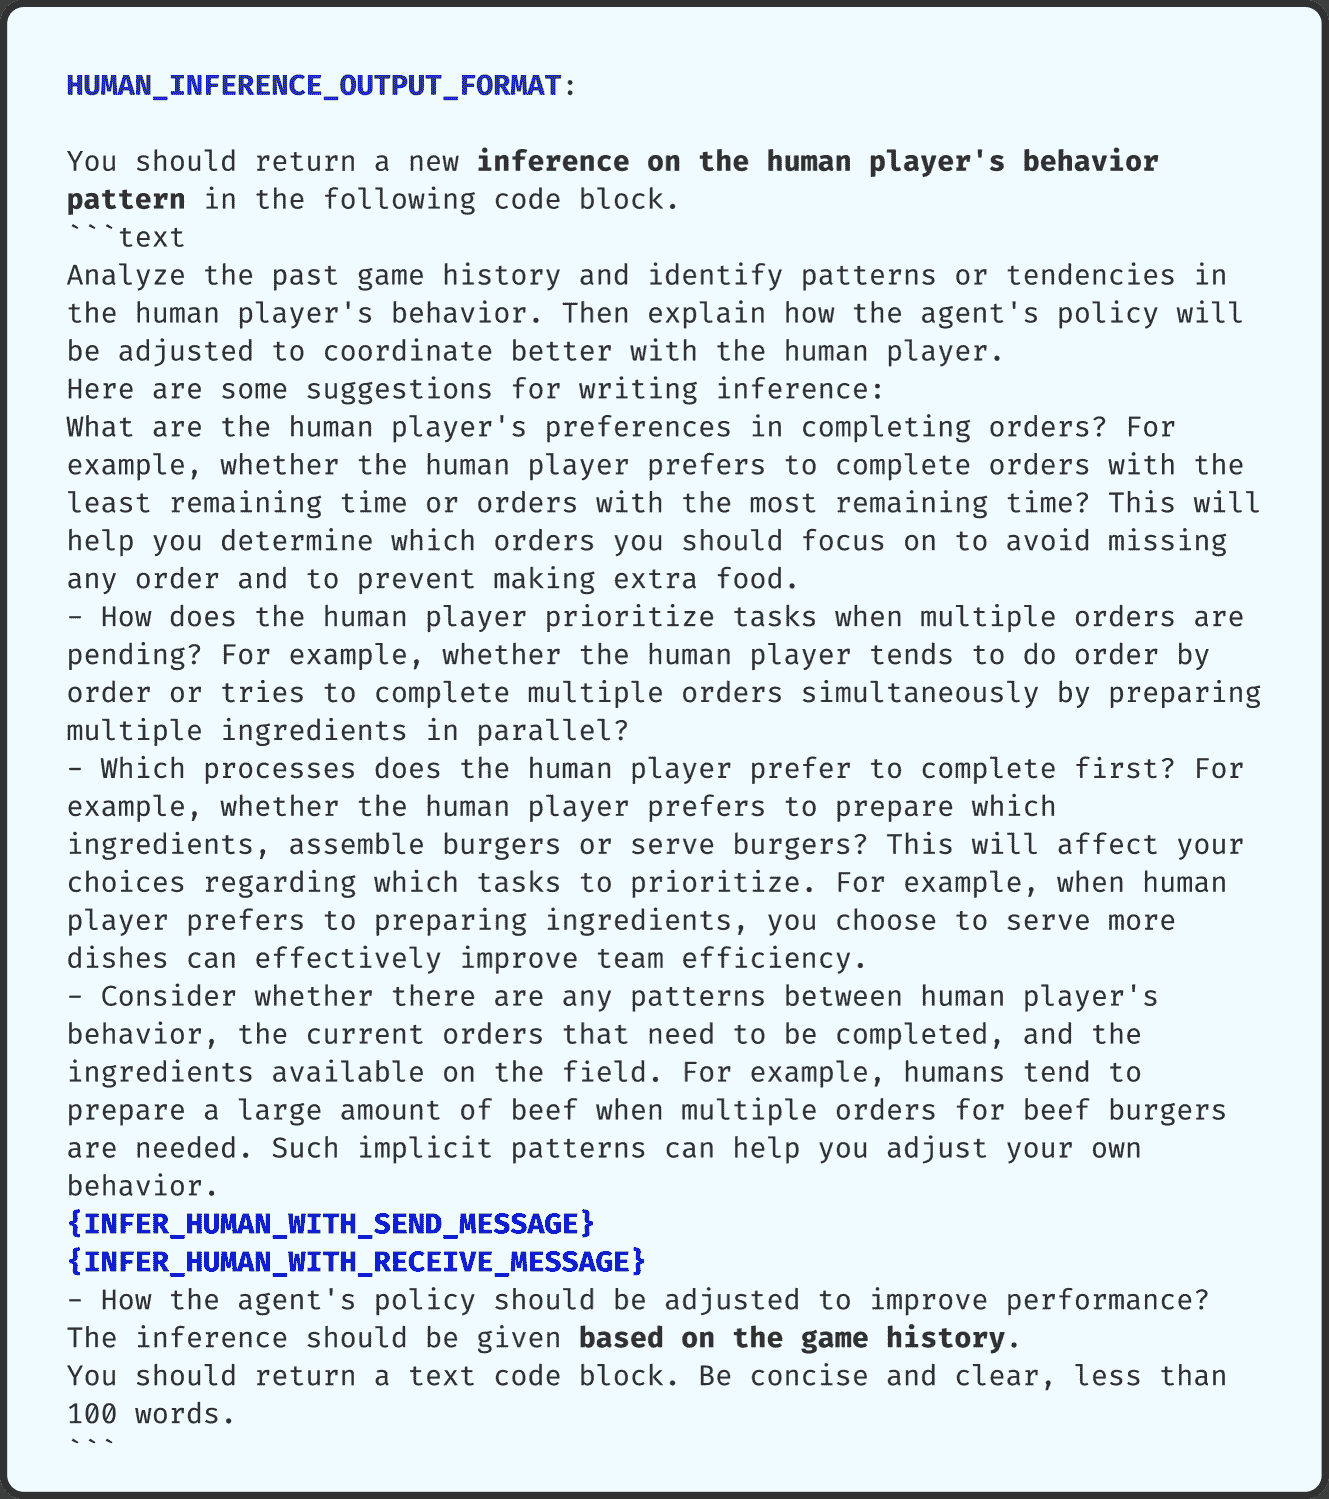 HUMAN_INFERENCE_OUTPUT_FORMAT:
You should return a new inference on the human player's behavior
pattern in the following code block.
```text
Analyze the past game history and identify patterns or tendencies in
the human player's behavior. Then explain how the agent's policy will
be adjusted to coordinate better with the human player.
Here are some suggestions for writing inference:
What are the human player's preferences in completing orders? For
example, whether the human player prefers to complete orders with the
least remaining time or orders with the most remaining time? This will
help you determine which orders you should focus on to avoid missing
any order and to prevent making extra food.
- How does the human player prioritize tasks when multiple orders are
pending? For example, whether the human player tends to do order by
order or tries to complete multiple orders simultaneously by preparing
multiple ingredients in parallel?
- Which processes does the human player prefer to complete first? For
example, whether the human player prefers to prepare which
ingredients, assemble burgers or serve burgers? This will affect your
choices regarding which tasks to prioritize. For example, when human
player prefers to preparing ingredients, you choose to serve more
dishes can effectively improve team efficiency.
- Consider whether there are any patterns between human player's
behavior, the current orders that need to be completed, and the
ingredients available on the field. For example, humans tend to
prepare a large amount of beef when multiple orders for beef burgers
are needed. Such implicit patterns can help you adjust your own
behavior.
{INFER_HUMAN_WITH_SEND_MESSAGE}
{INFER_HUMAN_WITH_RECEIVE_MESSAGE}
- How the agent's policy should be adjusted to improve performance?
The inference should be given based on the game history.
You should return a text code block. Be concise and clear, less than
100 words.
```